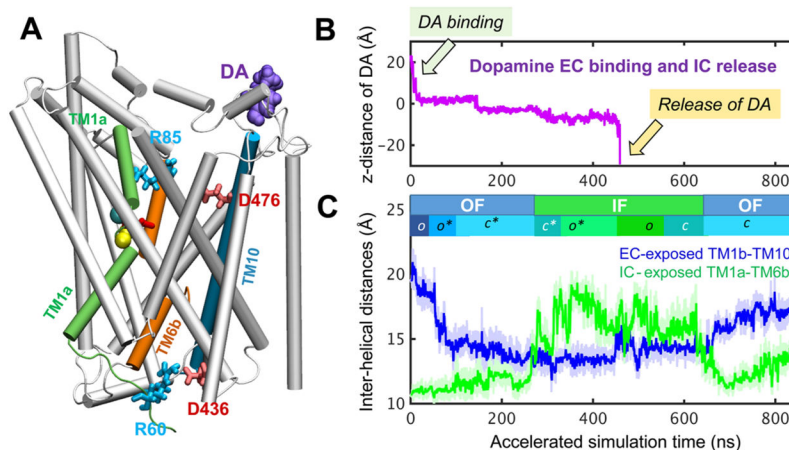 A
DA
TM1a
R85
D476
TM10
TM1a
TM6b
D436
R60
B
DA binding
Dopamine EC binding and IC release
Release of DA
z-distance of DA (Å)
20
0
−20
0 200 400 600 800
C
OF IF OF
o o* c* c* o* o c c
25
20
15
10
EC-exposed TM1b-TM10
IC-exposed TM1a-TM6b
Inter-helical distances (Å)
0 200 400 600 800
Accelerated simulation time (ns)